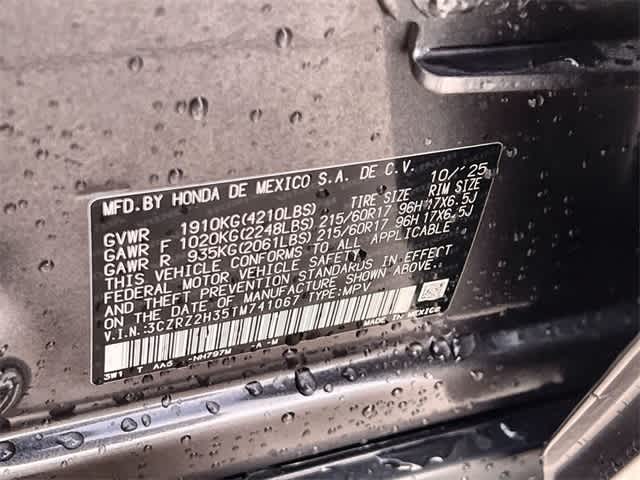 MFD. BY HONDA DE MEXICO S.A. DE C.V. 10/25
TIRE SIZE RIM SIZE
GVWR 1910KG(4210LBS)
GAWR F 1020KG(2248LBS) 215/60R17 96H 17X6.5J
GAWR R 935KG(2061LBS) 215/60R17 96H 17X6.5J
THIS VEHICLE CONFORMS TO ALL APPLICABLE
FEDERAL MOTOR VEHICLE SAFETY
AND THEFT PREVENTION STANDARDS IN EFFECT
ON THE DATE OF MANUFACTURE SHOWN ABOVE.
V.I.N.:3CZRZ2H35TM741067 TYPE:MPV
MADE IN MEXICO
3W1 T AAS -NH797M -A -M